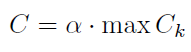 C = α · max C_k